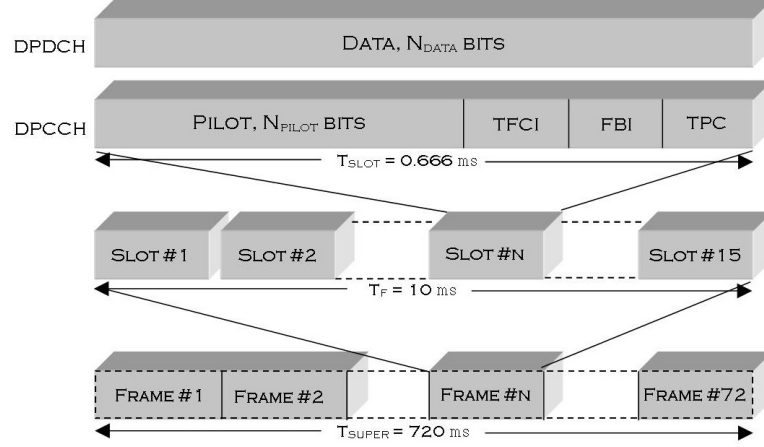 DPDCH DATA, NDATA BITS
DPCCH PILOT, NPILOT BITS TFCI FBI TPC
TSLOT = 0.666 ms
SLOT #1 SLOT #2 SLOT #N SLOT #15
TF = 10 ms
FRAME #1 FRAME #2 FRAME #N FRAME #72
TSUPER = 720 ms